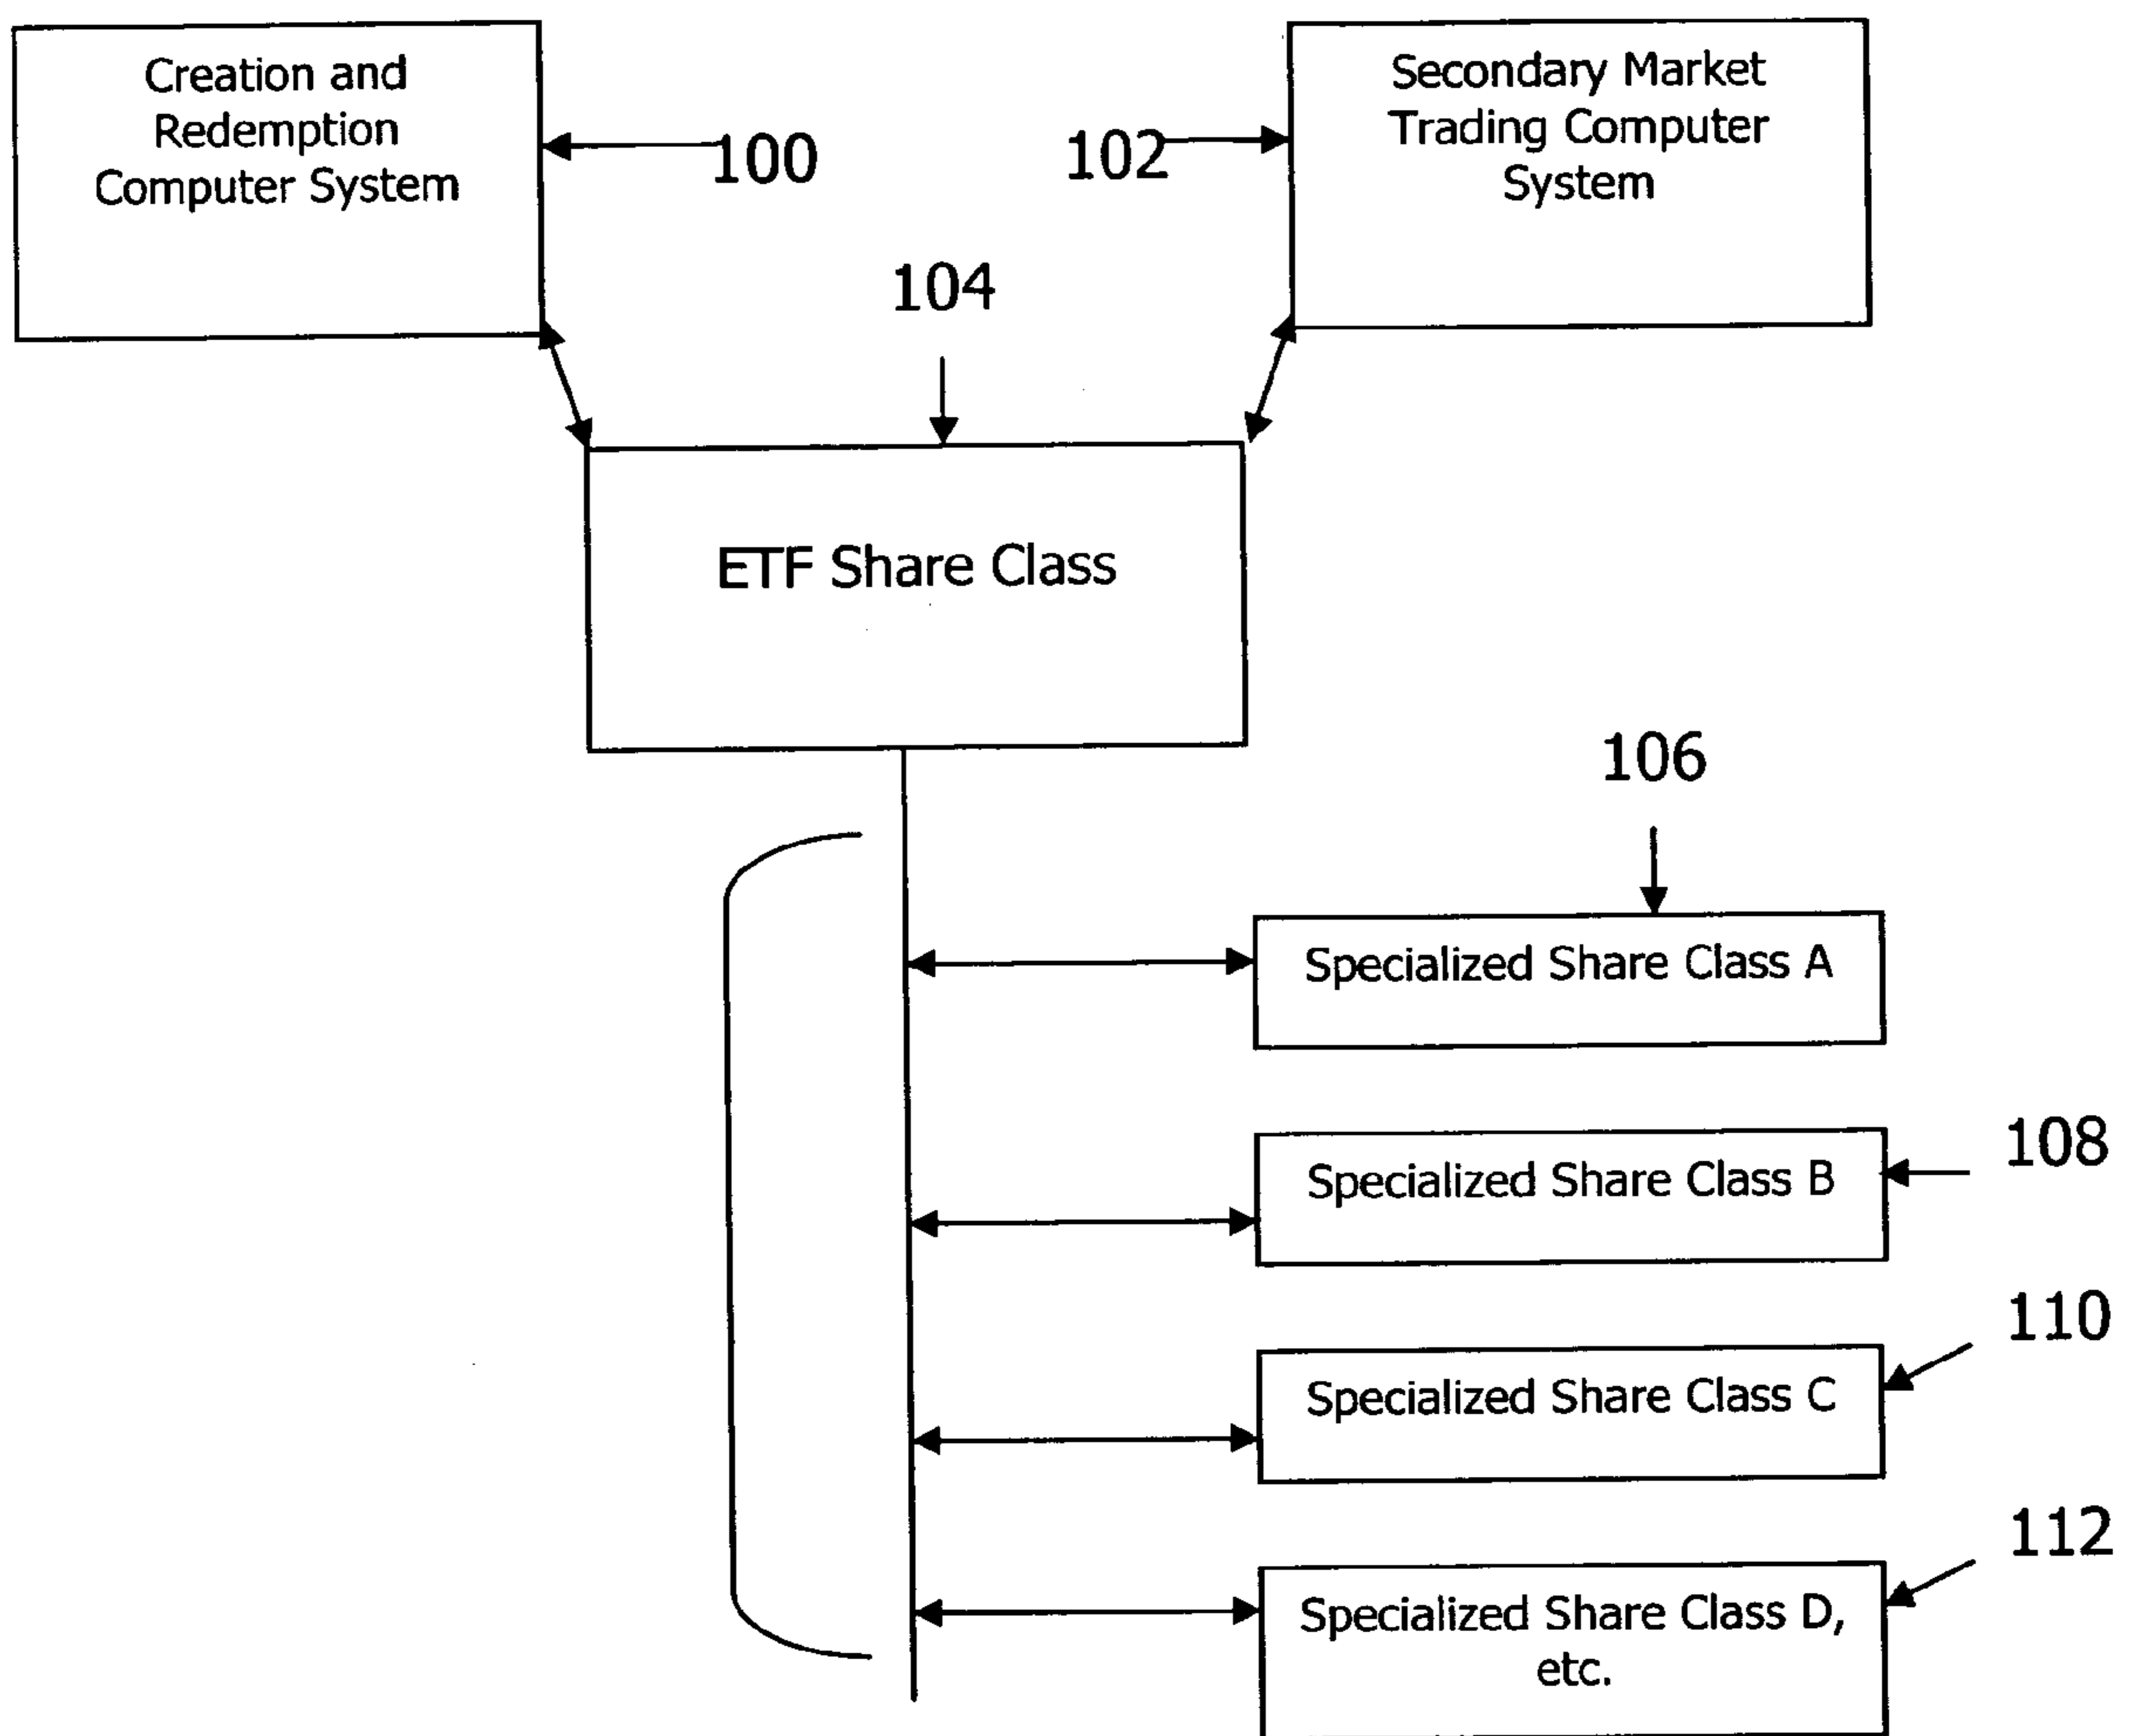 Creation and
Redemption
Computer System
100
102
Secondary Market
Trading Computer
System
104
ETF Share Class
106
Specialized Share Class A
Specialized Share Class B
108
Specialized Share Class C
110
Specialized Share Class D,
etc.
112